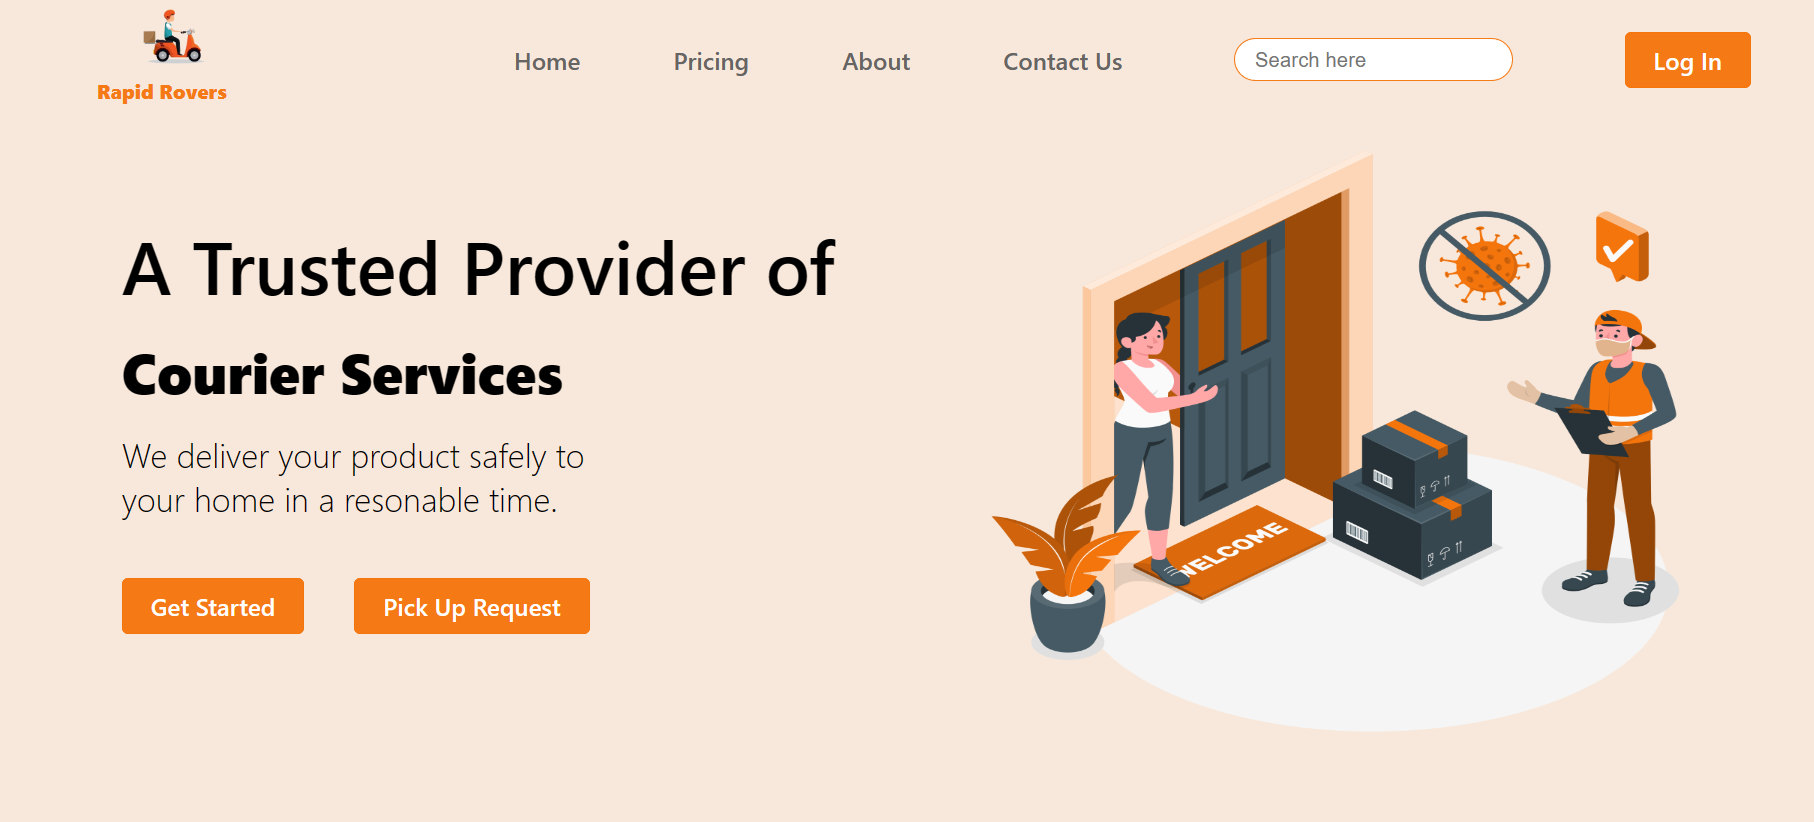 Rapid Rovers
Home
Pricing
About
Contact Us
Search here
Log In
A Trusted Provider of
Courier Services
We deliver your product safely to
your home in a resonable time.
Get Started
Pick Up Request
WELCOME